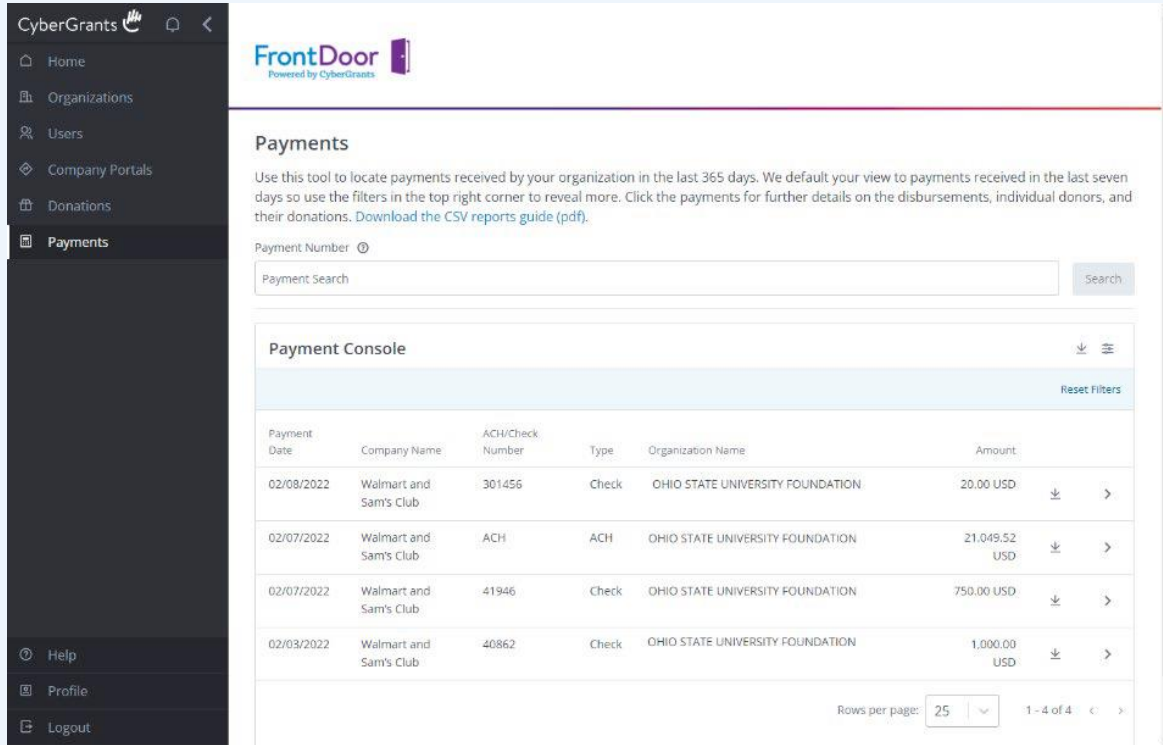 CyberGrants
Home
Organizations
Users
Company Portals
Donations
Payments
Help
Profile
Logout
FrontDoor
Powered by CyberGrants
Payments
Use this tool to locate payments received by your organization in the last 365 days. We default your view to payments received in the last seven
days so use the filters in the top right corner to reveal more. Click the payments for further details on the disbursements, individual donors, and
their donations. Download the CSV reports guide (pdf).
Payment Number
Payment Search
Search
Payment Console
Reset Filters
Payment Date Company Name ACH/Check Number Type Organization Name Amount
02/08/2022 Walmart and Sam's Club 301456 Check OHIO STATE UNIVERSITY FOUNDATION 20.00 USD
02/07/2022 Walmart and Sam's Club ACH ACH OHIO STATE UNIVERSITY FOUNDATION 21,049.52 USD
02/07/2022 Walmart and Sam's Club 41946 Check OHIO STATE UNIVERSITY FOUNDATION 750.00 USD
02/03/2022 Walmart and Sam's Club 40862 Check OHIO STATE UNIVERSITY FOUNDATION 1,000.00 USD
Rows per page: 25 1 - 4 of 4